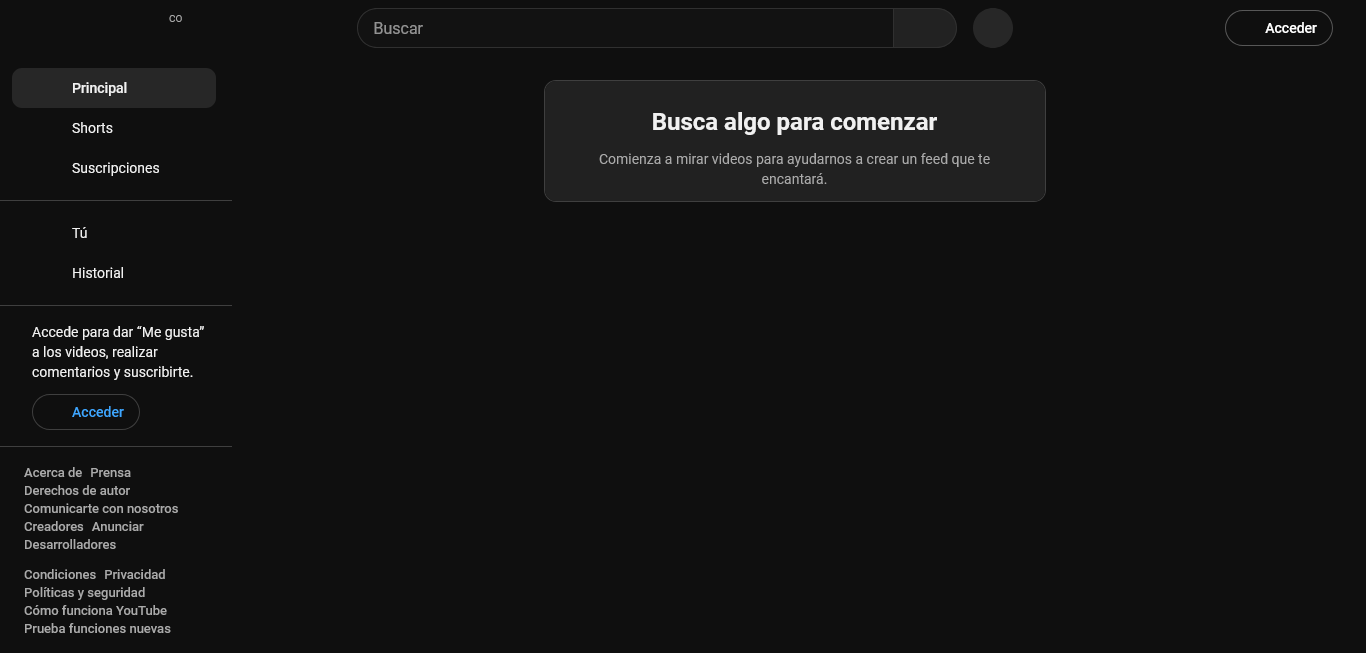 co
Buscar
Acceder
Principal
Shorts
Suscripciones
Tú
Historial
Accede para dar “Me gusta”
a los videos, realizar
comentarios y suscribirte.
Acceder
Acerca de Prensa
Derechos de autor
Comunicarte con nosotros
Creadores Anunciar
Desarrolladores
Condiciones Privacidad
Políticas y seguridad
Cómo funciona YouTube
Prueba funciones nuevas
Busca algo para comenzar
Comienza a mirar videos para ayudarnos a crear un feed que te
encantará.